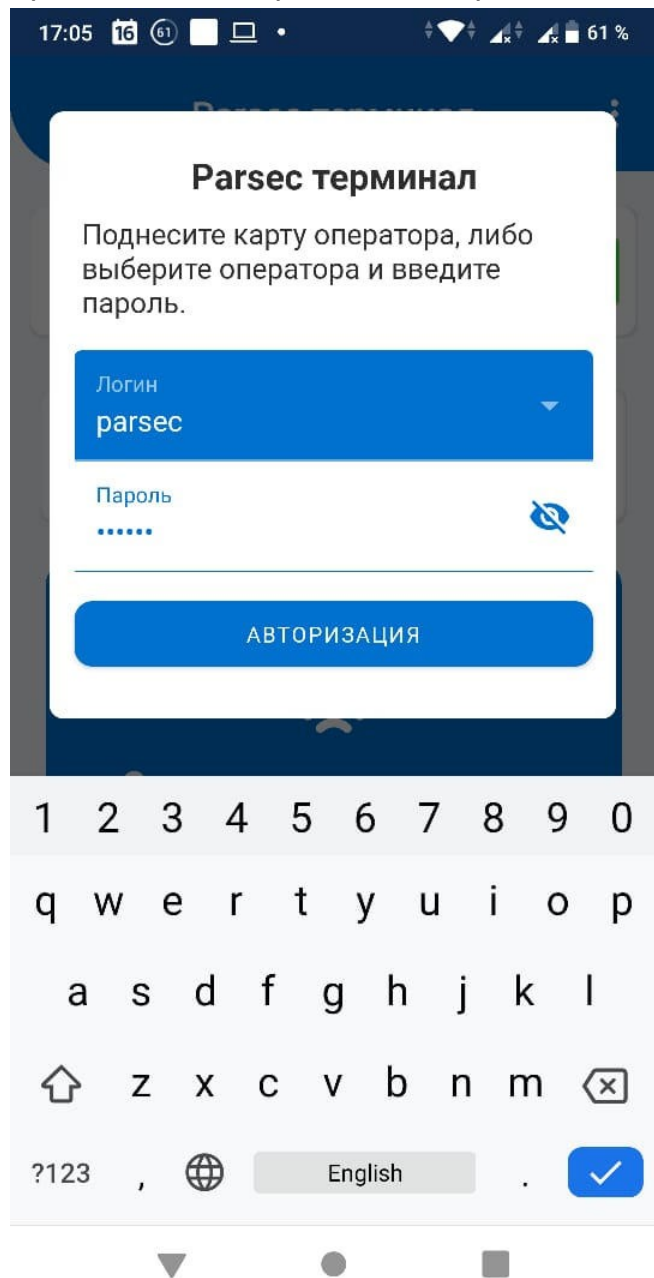 17:05 16 61 61 %
Parsec терминал
Поднесите карту оператора, либо
выберите оператора и введите
пароль.
Логин
parsec
Пароль
••••••
АВТОРИЗАЦИЯ
1 2 3 4 5 6 7 8 9 0
q w e r t y u i o p
a s d f g h j k l
z x c v b n m
?123 , English .